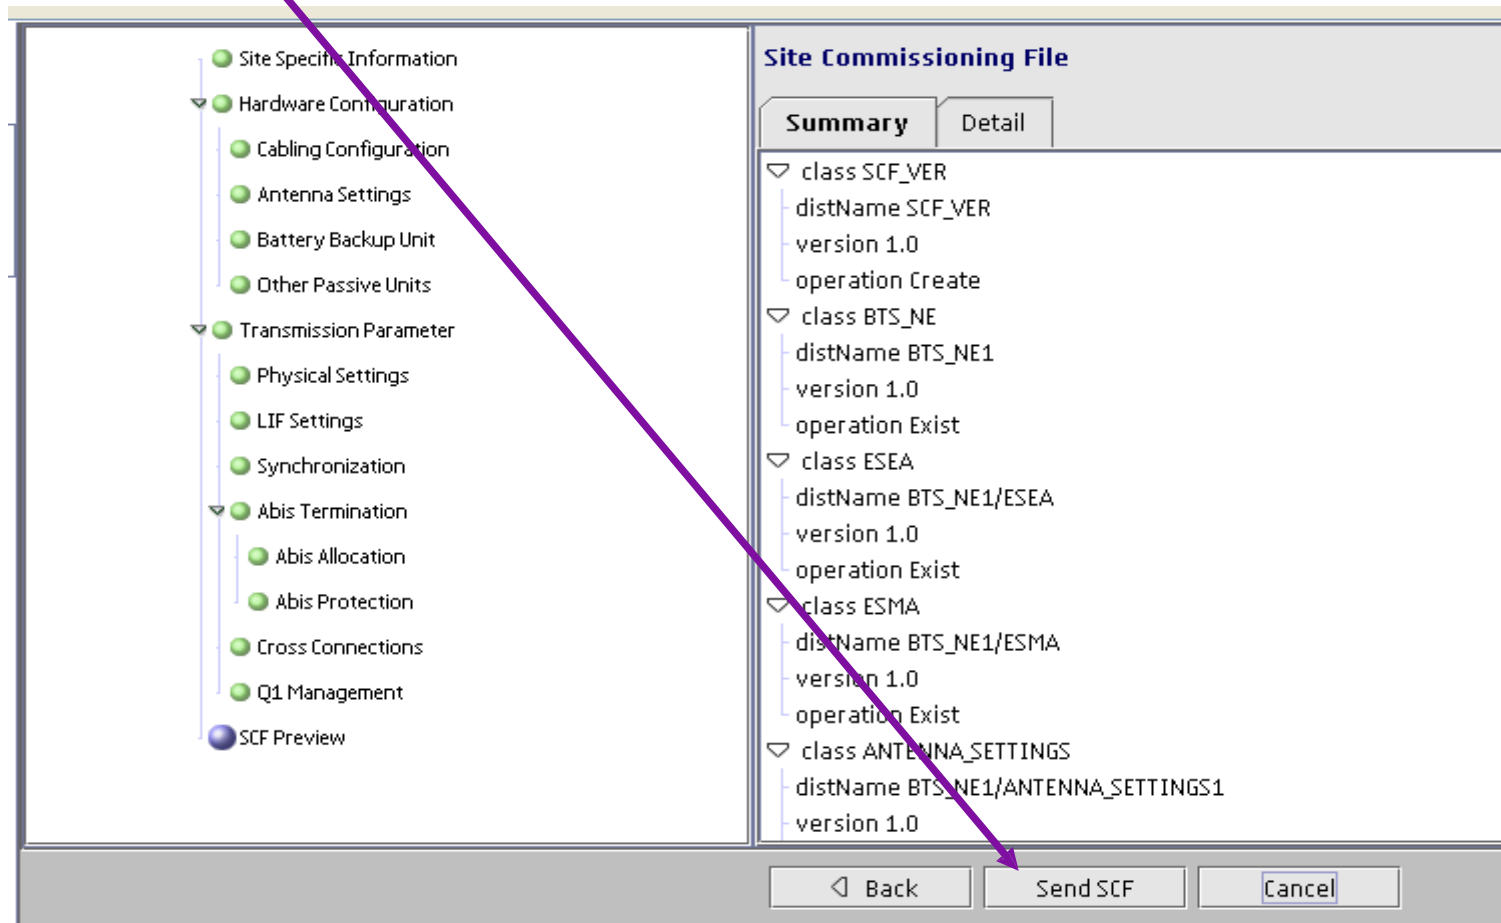 Site Specific Information
Hardware Configuration
Cabling Configuration
Antenna Settings
Battery Backup Unit
Other Passive Units
Transmission Parameter
Physical Settings
LIF Settings
Synchronization
Abis Termination
Abis Allocation
Abis Protection
Cross Connections
Q1 Management
SCF Preview
Site Commissioning File
Summary Detail
class SCF_VER
distName SCF_VER
version 1.0
operation Create
class BTS_NE
distName BTS_NE1
version 1.0
operation Exist
class ESEA
distName BTS_NE1/ESEA
version 1.0
operation Exist
class ESMA
distName BTS_NE1/ESMA
version 1.0
operation Exist
class ANTENNA_SETTINGS
distName BTS_NE1/ANTENNA_SETTINGS1
version 1.0
Back Send SCF Cancel